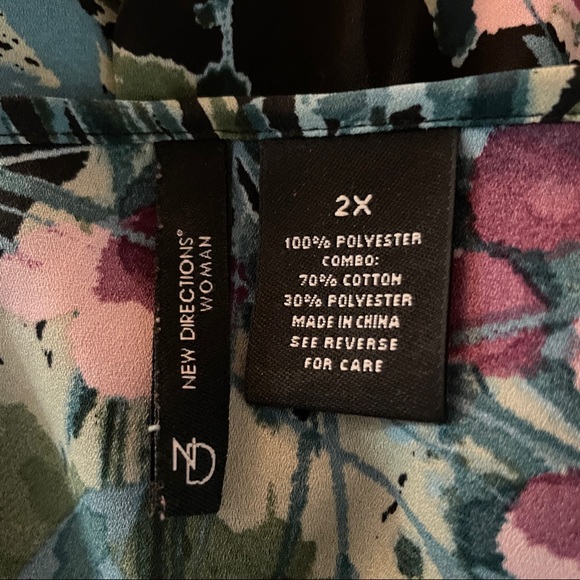 NEW DIRECTIONS®
WOMAN
ND
2X
100% POLYESTER
COMBO:
70% COTTON
30% POLYESTER
MADE IN CHINA
SEE REVERSE
FOR CARE